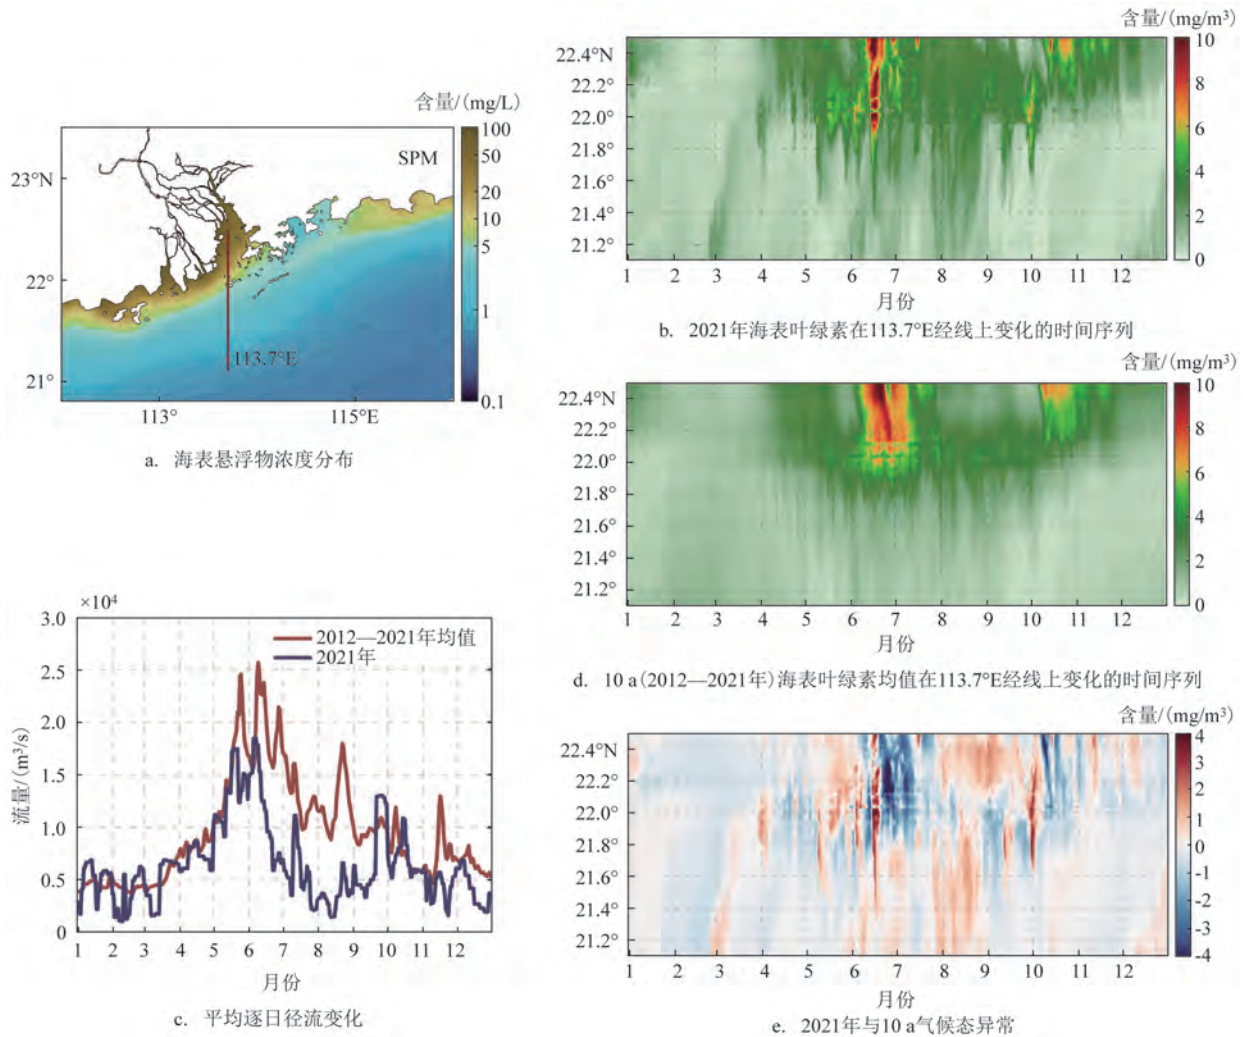 含量/(mg/L)
100
50
20
10
5
1
0.1
SPM
23°N
22°
21°
113.7°E
113°
115°E
a. 海表悬浮物浓度分布
含量/(mg/m³)
10
8
6
4
2
0
22.4°N
22.2°
22.0°
21.8°
21.6°
21.4°
21.2°
1 2 3 4 5 6 7 8 9 10 11 12
月份
b. 2021年海表叶绿素在113.7°E经线上变化的时间序列
×10⁴
3.0
2.5
2.0
1.5
1.0
0.5
0
流量/(m³/s)
2012—2021年均值
2021年
1 2 3 4 5 6 7 8 9 10 11 12
月份
c. 平均逐日径流变化
含量/(mg/m³)
10
8
6
4
2
0
22.4°N
22.2°
22.0°
21.8°
21.6°
21.4°
21.2°
1 2 3 4 5 6 7 8 9 10 11 12
月份
d. 10 a(2012—2021年)海表叶绿素均值在113.7°E经线上变化的时间序列
含量/(mg/m³)
4
3
2
1
0
-1
-2
-3
-4
22.4°N
22.2°
22.0°
21.8°
21.6°
21.4°
21.2°
1 2 3 4 5 6 7 8 9 10 11 12
月份
e. 2021年与10 a气候态异常